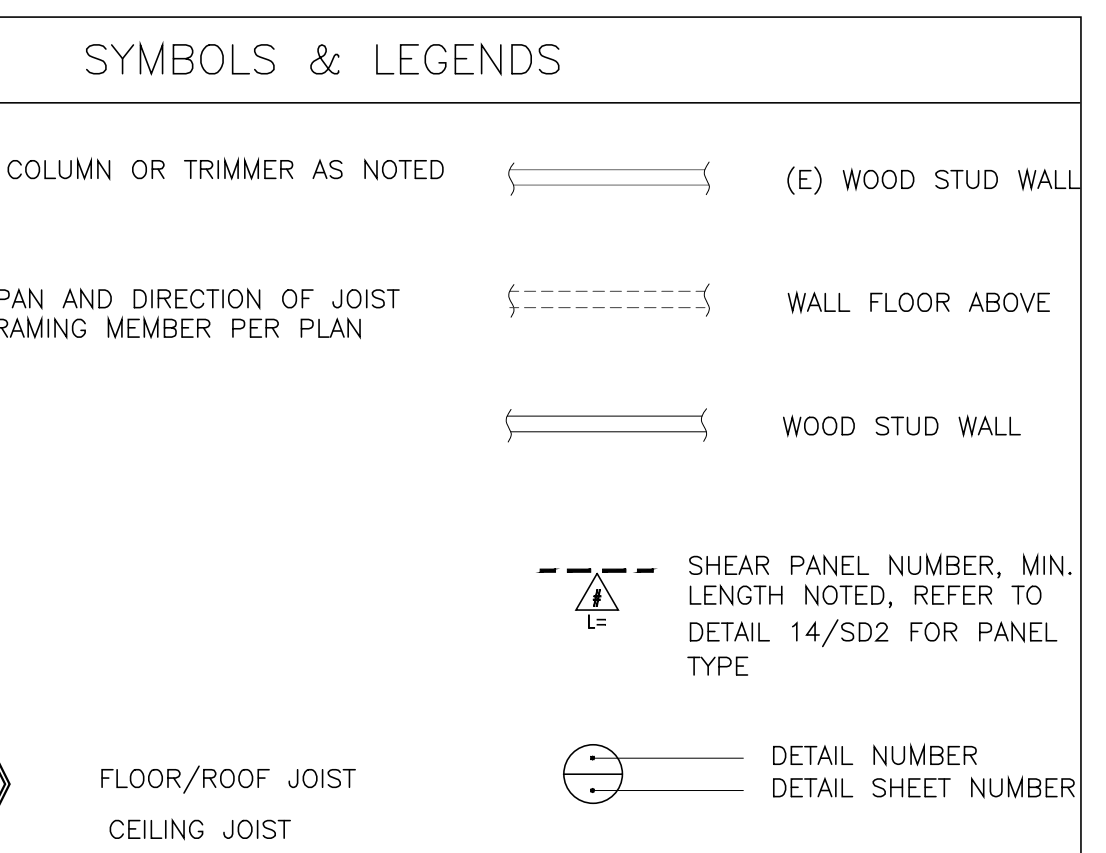 SYMBOLS & LEGENDS
COLUMN OR TRIMMER AS NOTED
(E) WOOD STUD WALL
PAN AND DIRECTION OF JOIST
RAMING MEMBER PER PLAN
WALL FLOOR ABOVE
WOOD STUD WALL
#
L=
SHEAR PANEL NUMBER, MIN.
LENGTH NOTED, REFER TO
DETAIL 14/SD2 FOR PANEL
TYPE
FLOOR/ROOF JOIST
CEILING JOIST
DETAIL NUMBER
DETAIL SHEET NUMBER